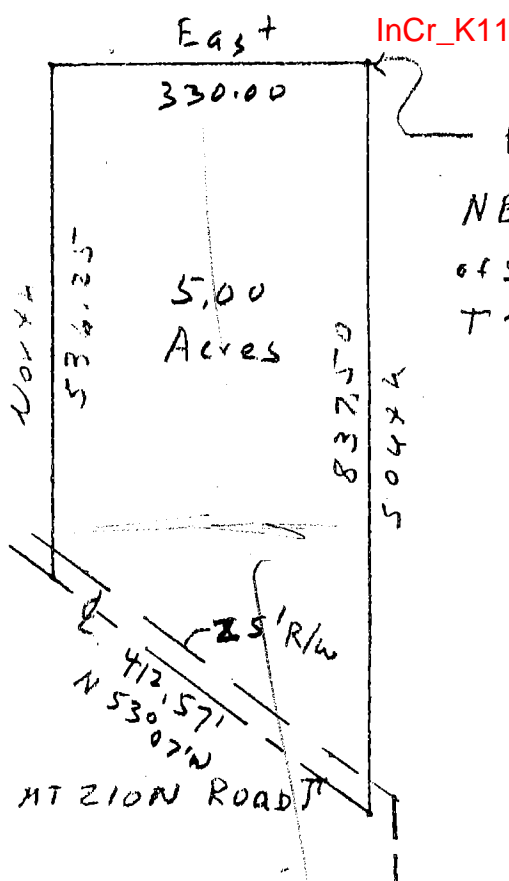 InCr_K11
East
330.00
NE
of
T
North
536.25
5.00
Acres
837.50
South
25' R/W
412.57'
N 53° 07' W
MT ZION ROAD